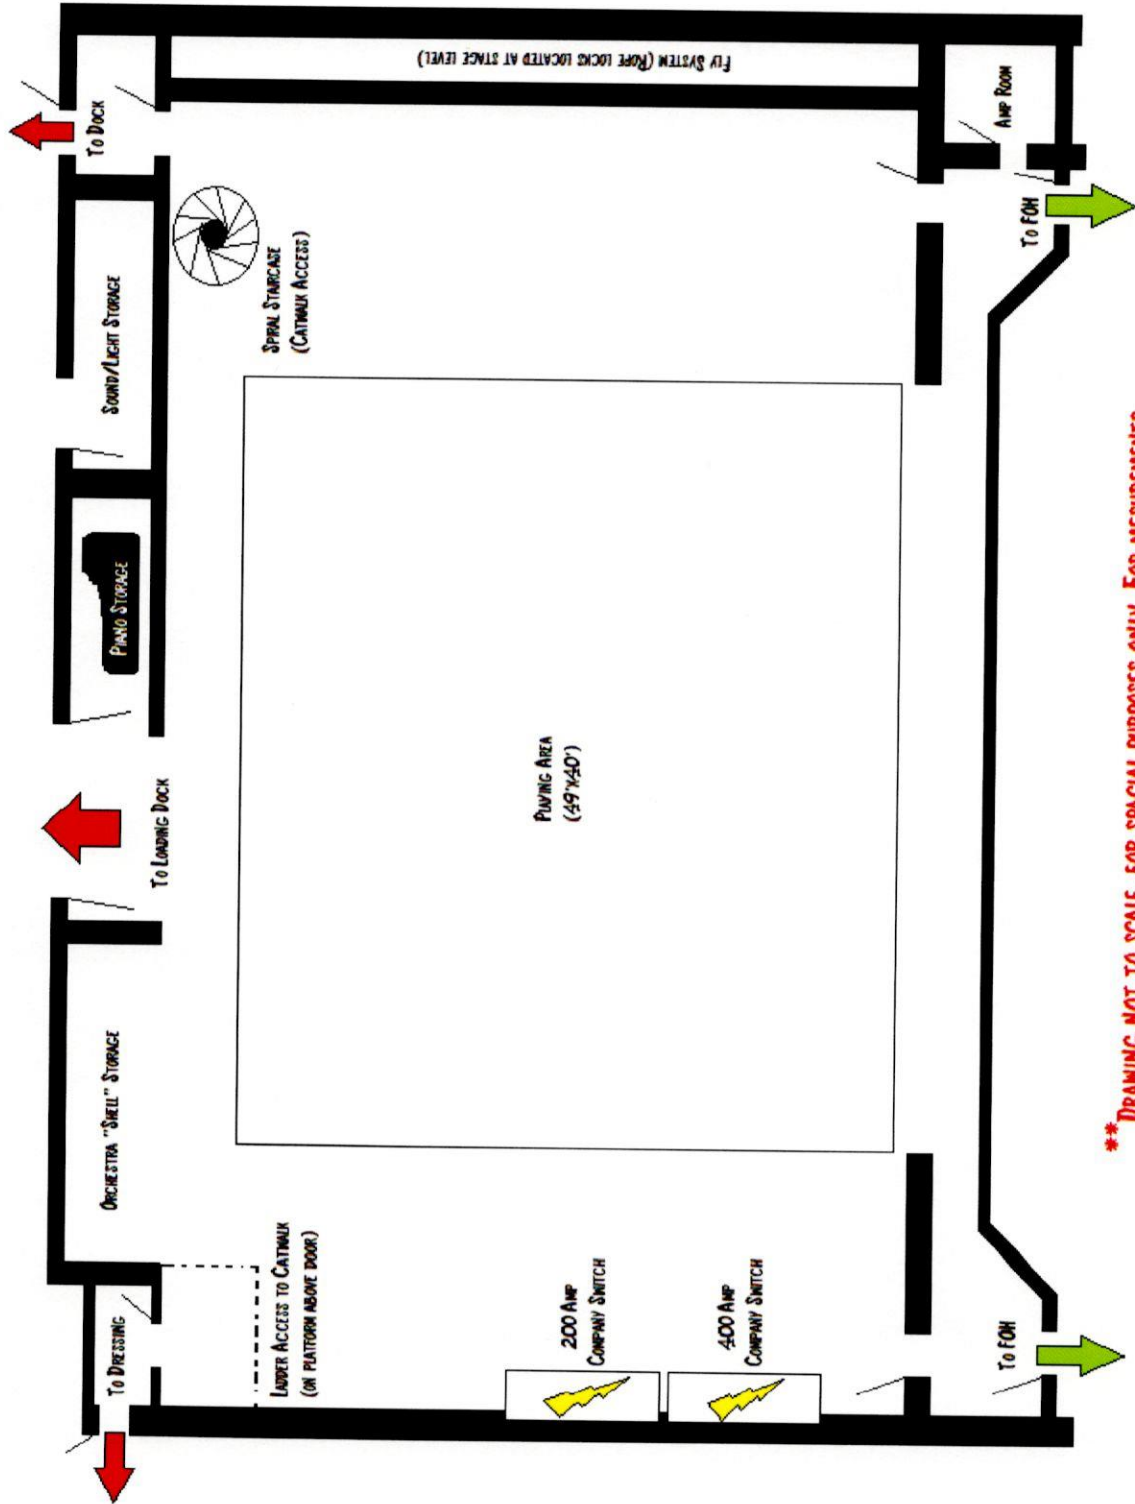 To Dressing
Orchestra "Shell" Storage
To Loading Dock
Piano Storage
Sound/Light Storage
To Dock
Ladder Access to Catwalk
(on platform above door)
Spiral Staircase
(Catwalk Access)
Fly System (Rope locks located at stage level)
200 Amp
Company Switch
400 Amp
Company Switch
Playing Area
(49'x40')
To FOH
To FOH
Amp Room
**Drawing not to scale, for spacial purposes only. For